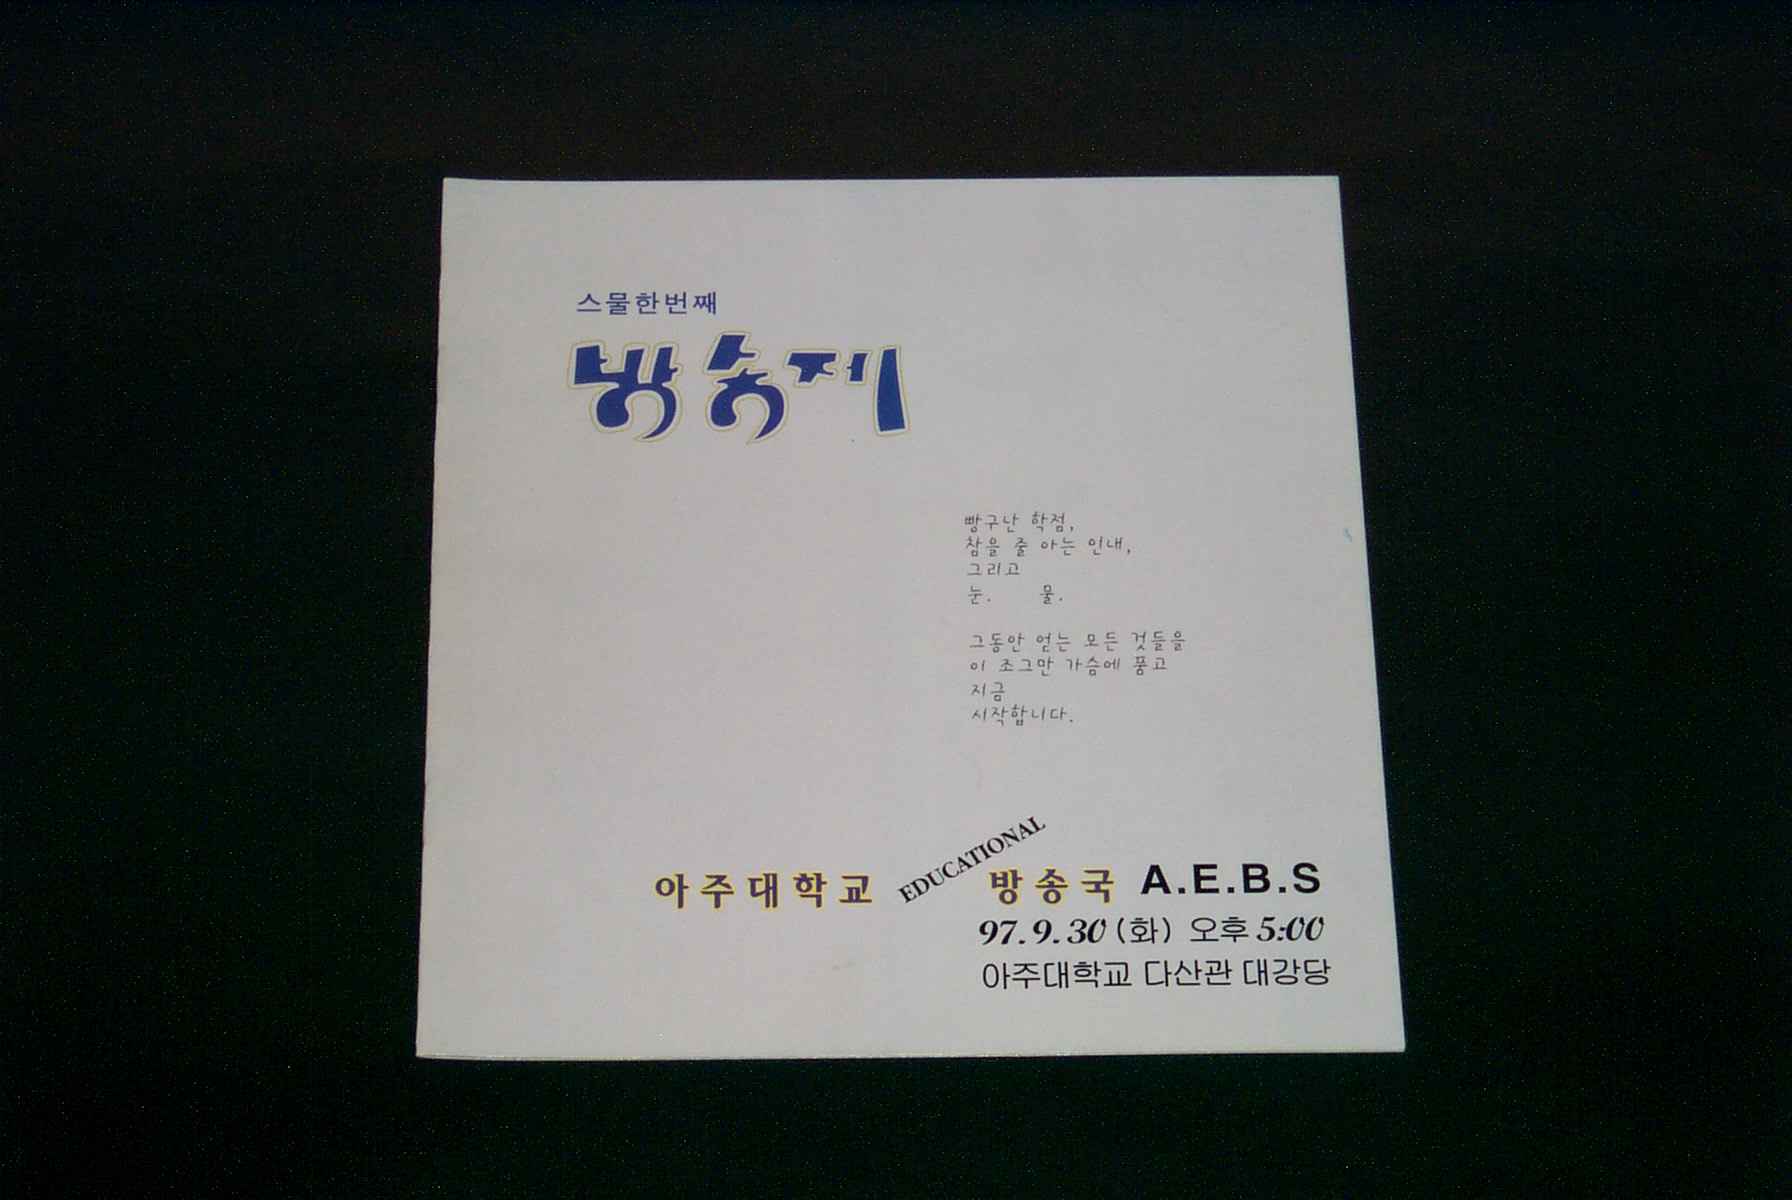 스물한번째
방송제
빵구난 학점,
참을 줄 아는 인내,
그리고
눈. 물.
그동안 얻는 모든 것들을
이 조그만 가슴에 품고
지금
시작합니다.
아주대학교 EDUCATIONAL 방송국 A.E.B.S
97.9.30(화) 오후 5:00
아주대학교 다산관 대강당